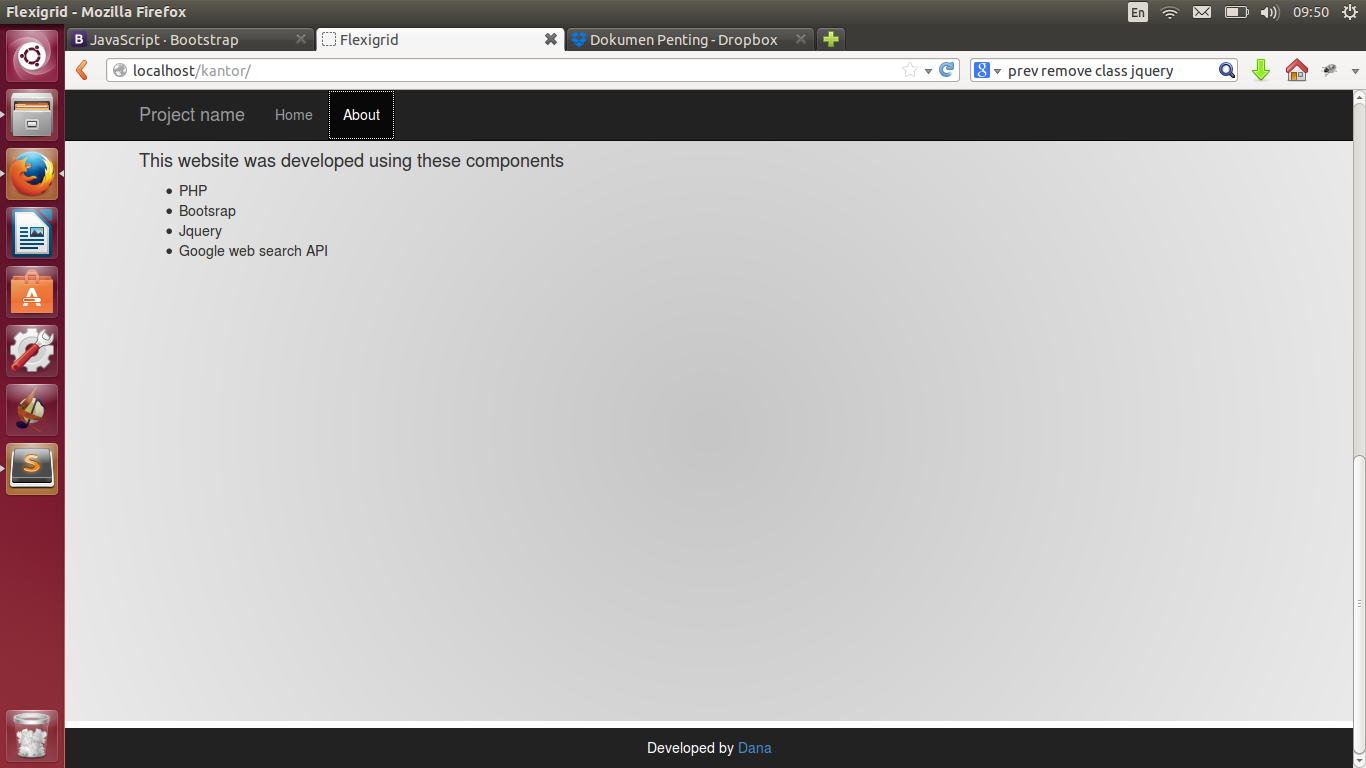 Flexigrid - Mozilla Firefox
En
09:50
B JavaScript · Bootstrap
Flexigrid
Dokumen Penting - Dropbox
localhost/kantor/
8 prev remove class jquery
Project name
Home
About
This website was developed using these components
PHP
Bootsrap
Jquery
Google web search API
Developed by Dana